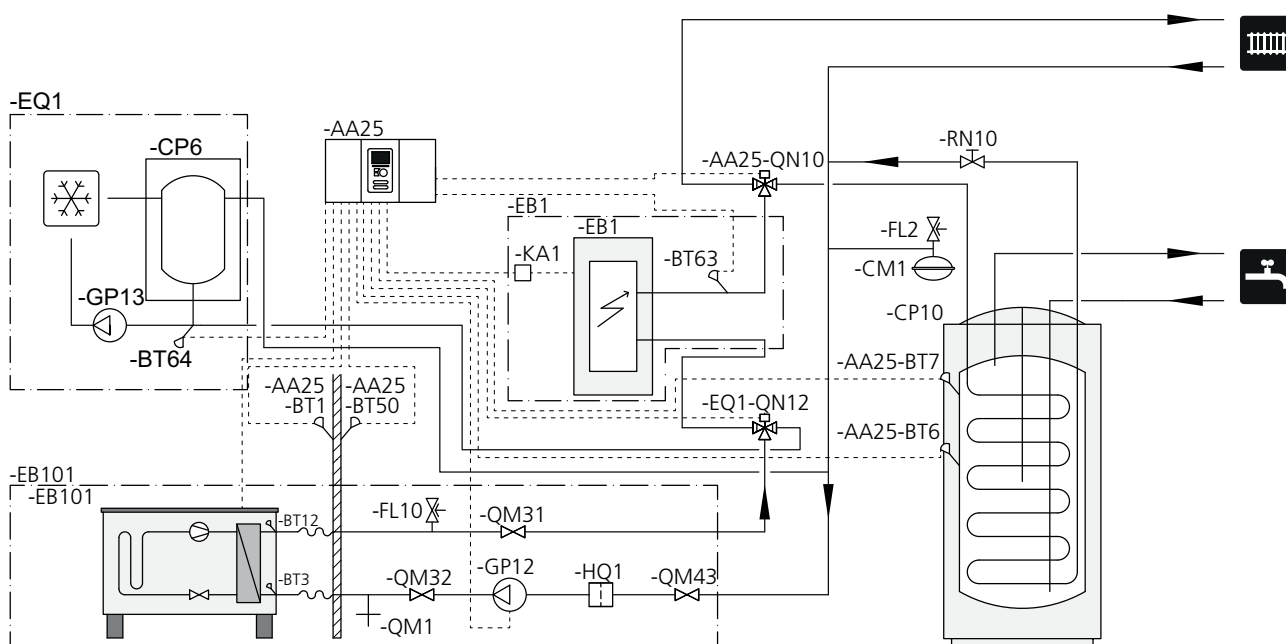 -EQ1
-CP6
-GP13
-BT64
-AA25
-AA25-QN10
-RN10
-EB1
-EB1
-KA1
-BT63
-FL2
-CM1
-CP10
-AA25-BT7
-AA25
-BT1
-AA25
-BT50
-EQ1-QN12
-AA25-BT6
-EB101
-EB101
-BT12
-FL10
-QM31
-BT3
-QM32
-GP12
-HQ1
-QM43
-QM1